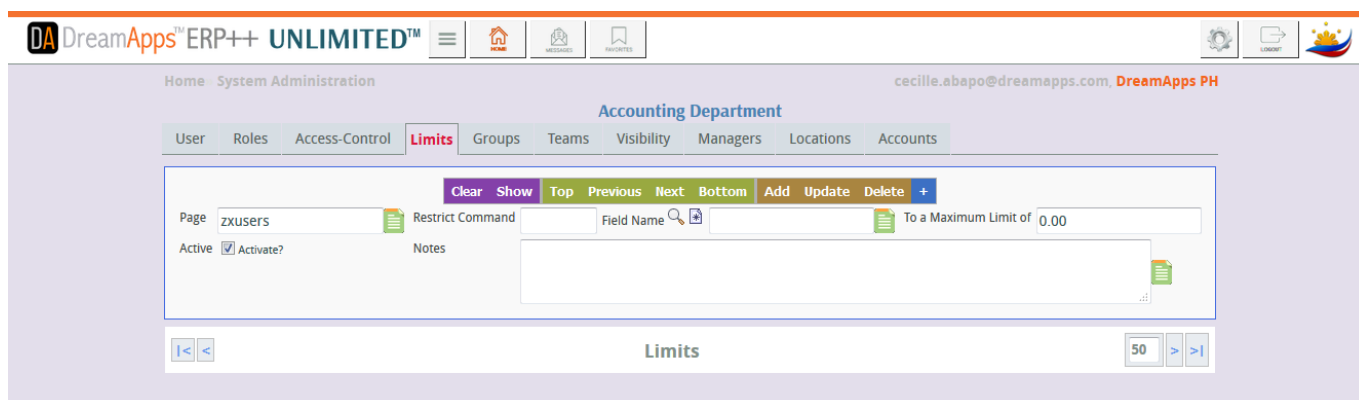 DA DreamApps™ ERP++ UNLIMITED™ HOME MESSAGES FAVORITES LOGOUT
Home System Administration cecille.abapo@dreamapps.com, DreamApps PH
Accounting Department
User Roles Access-Control Limits Groups Teams Visibility Managers Locations Accounts
Clear Show Top Previous Next Bottom Add Update Delete +
Page zxusers Restrict Command Field Name To a Maximum Limit of 0.00
Active Activate? Notes
|< < Limits 50 > >|